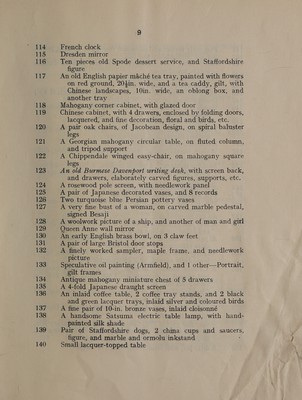 9
114 French clock
115 Dresden mirror
116 Ten pieces old Spode dessert service, and Staffordshire
figure
117 An old English papier mâché tea tray, painted with flowers
on red ground, 20½in. wide, and a tea caddy, gilt, with
Chinese landscapes, 10in. wide, an oblong box, and
another tray
118 Mahogany corner cabinet, with glazed door
119 Chinese cabinet, with 4 drawers, enclosed by folding doors,
lacquered, and fine decoration, floral and birds, etc.
120 A pair oak chairs, of Jacobean design, on spiral baluster
legs
121 A Georgian mahogany circular table, on fluted column,
and tripod support
122 A Chippendale winged easy-chair, on mahogany square
legs
123 An old Burmese Davenport writing desk, with screen back,
and drawers, elaborately carved figures, supports, etc.
124 A rosewood pole screen, with needlework panel
125 A pair of Japanese decorated vases, and 8 records
126 Two turquoise blue Persian pottery vases
127 A very fine bust of a woman, on carved marble pedestal,
signed Besaji
128 A woolwork picture of a ship, and another of man and girl
129 Queen Anne wall mirror
130 An early English brass bowl, on 3 claw feet
131 A pair of large Bristol door stops
132 A finely worked sampler, maple frame, and needlework
picture
133 Speculative oil painting (Armfield), and 1 other—Portrait,
gilt frames
134 Antique mahogany miniature chest of 5 drawers
135 A 4-fold Japanese draught screen
136 An inlaid coffee table, 2 coffee tray stands, and 2 black
and green lacquer trays, inlaid silver and coloured birds
137 A fine pair of 10-in. bronze vases, inlaid cloisonné
138 A handsome Satsuma electric table lamp, with hand-
painted silk shade
139 Pair of Staffordshire dogs, 2 china cups and saucers,
figure, and marble and ormolu inkstand
140 Small lacquer-topped table